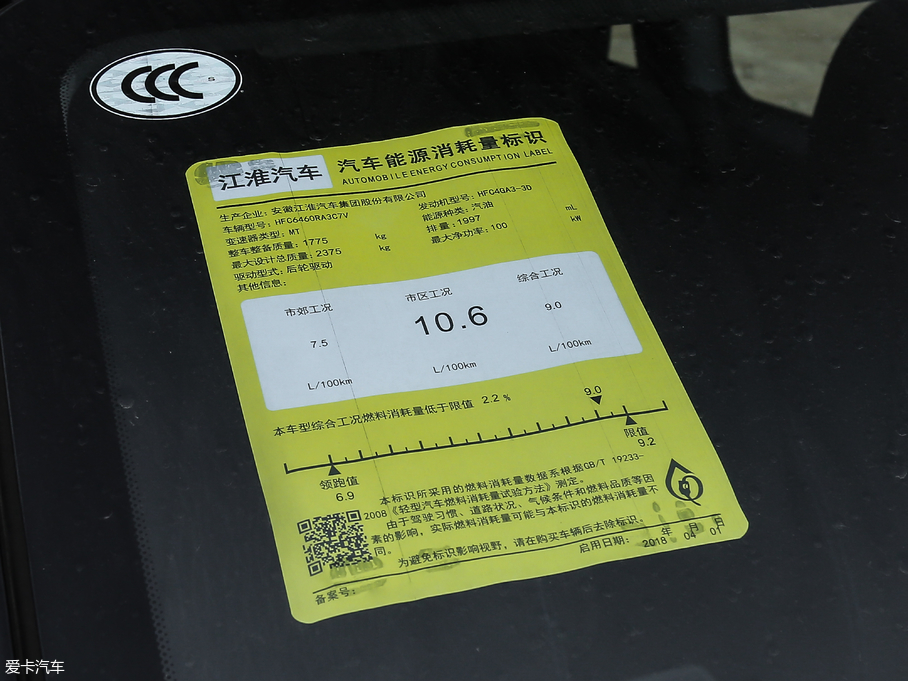 CCC
S
江淮汽车
汽车能源消耗量标识
AUTOMOBILE ENERGY CONSUMPTION LABEL
生产企业：安徽江淮汽车集团股份有限公司
车辆型号：HFC6460RA3C7V
发动机型号：HFC4GA3-3D
变速器类型：MT
能源种类：汽油
整车整备质量：1775 kg
排量：1997 mL
最大设计总质量：2375 kg
最大净功率：100 kW
驱动型式：后轮驱动
其他信息：
市郊工况 市区工况 综合工况
7.5 10.6 9.0
L/100km L/100km L/100km
本车型综合工况燃料消耗量低于限值 2.2 %
9.0
领跑值
6.9
限值
9.2
本标识所采用的燃料消耗量数据系根据GB/T 19233-
2008《轻型汽车燃料消耗量试验方法》测定。
由于驾驶习惯、道路状况、气候条件和燃料品质等因
素的影响，实际燃料消耗量可能与本标识的燃料消耗量不
同。
为避免标识影响视野，请在购买车辆后去除标识。
启用日期： 2018 年 04 月 01 日
备案号：
爱卡汽车